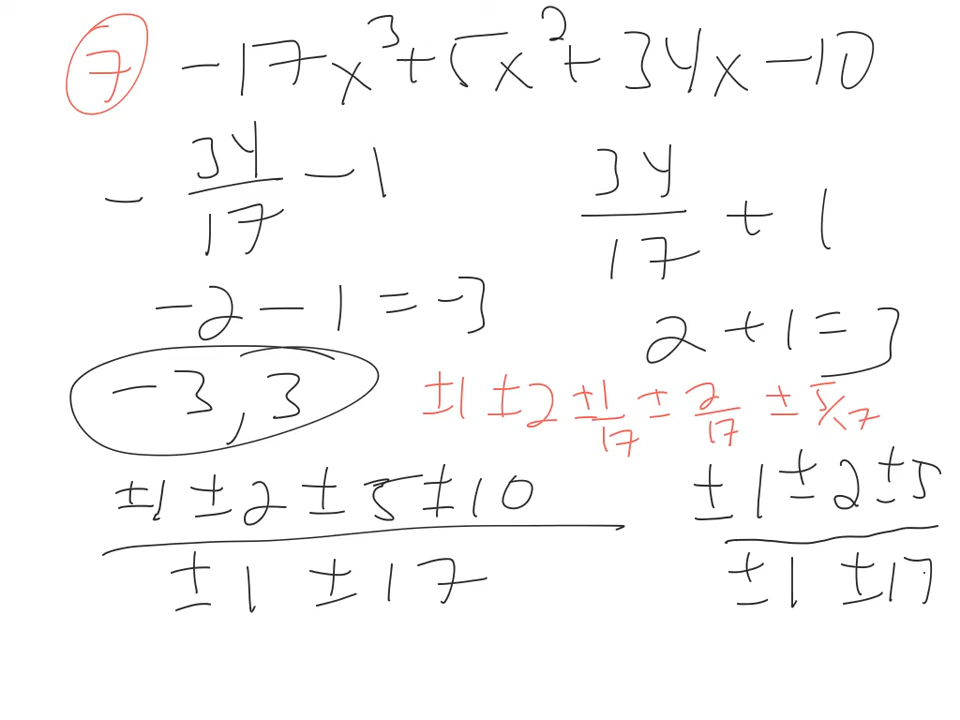 ⑦ -17x³+5x²+34x-10
- 34/17 - 1    34/17 + 1
-2-1=-3    2+1=3
-3,3    ±1 ±2 ±1/17 ± 2/17 ± 5/17
±1 ±2 ±5 ±10    ±1 ±2 ±5
±1 ±17    ±1 ±17